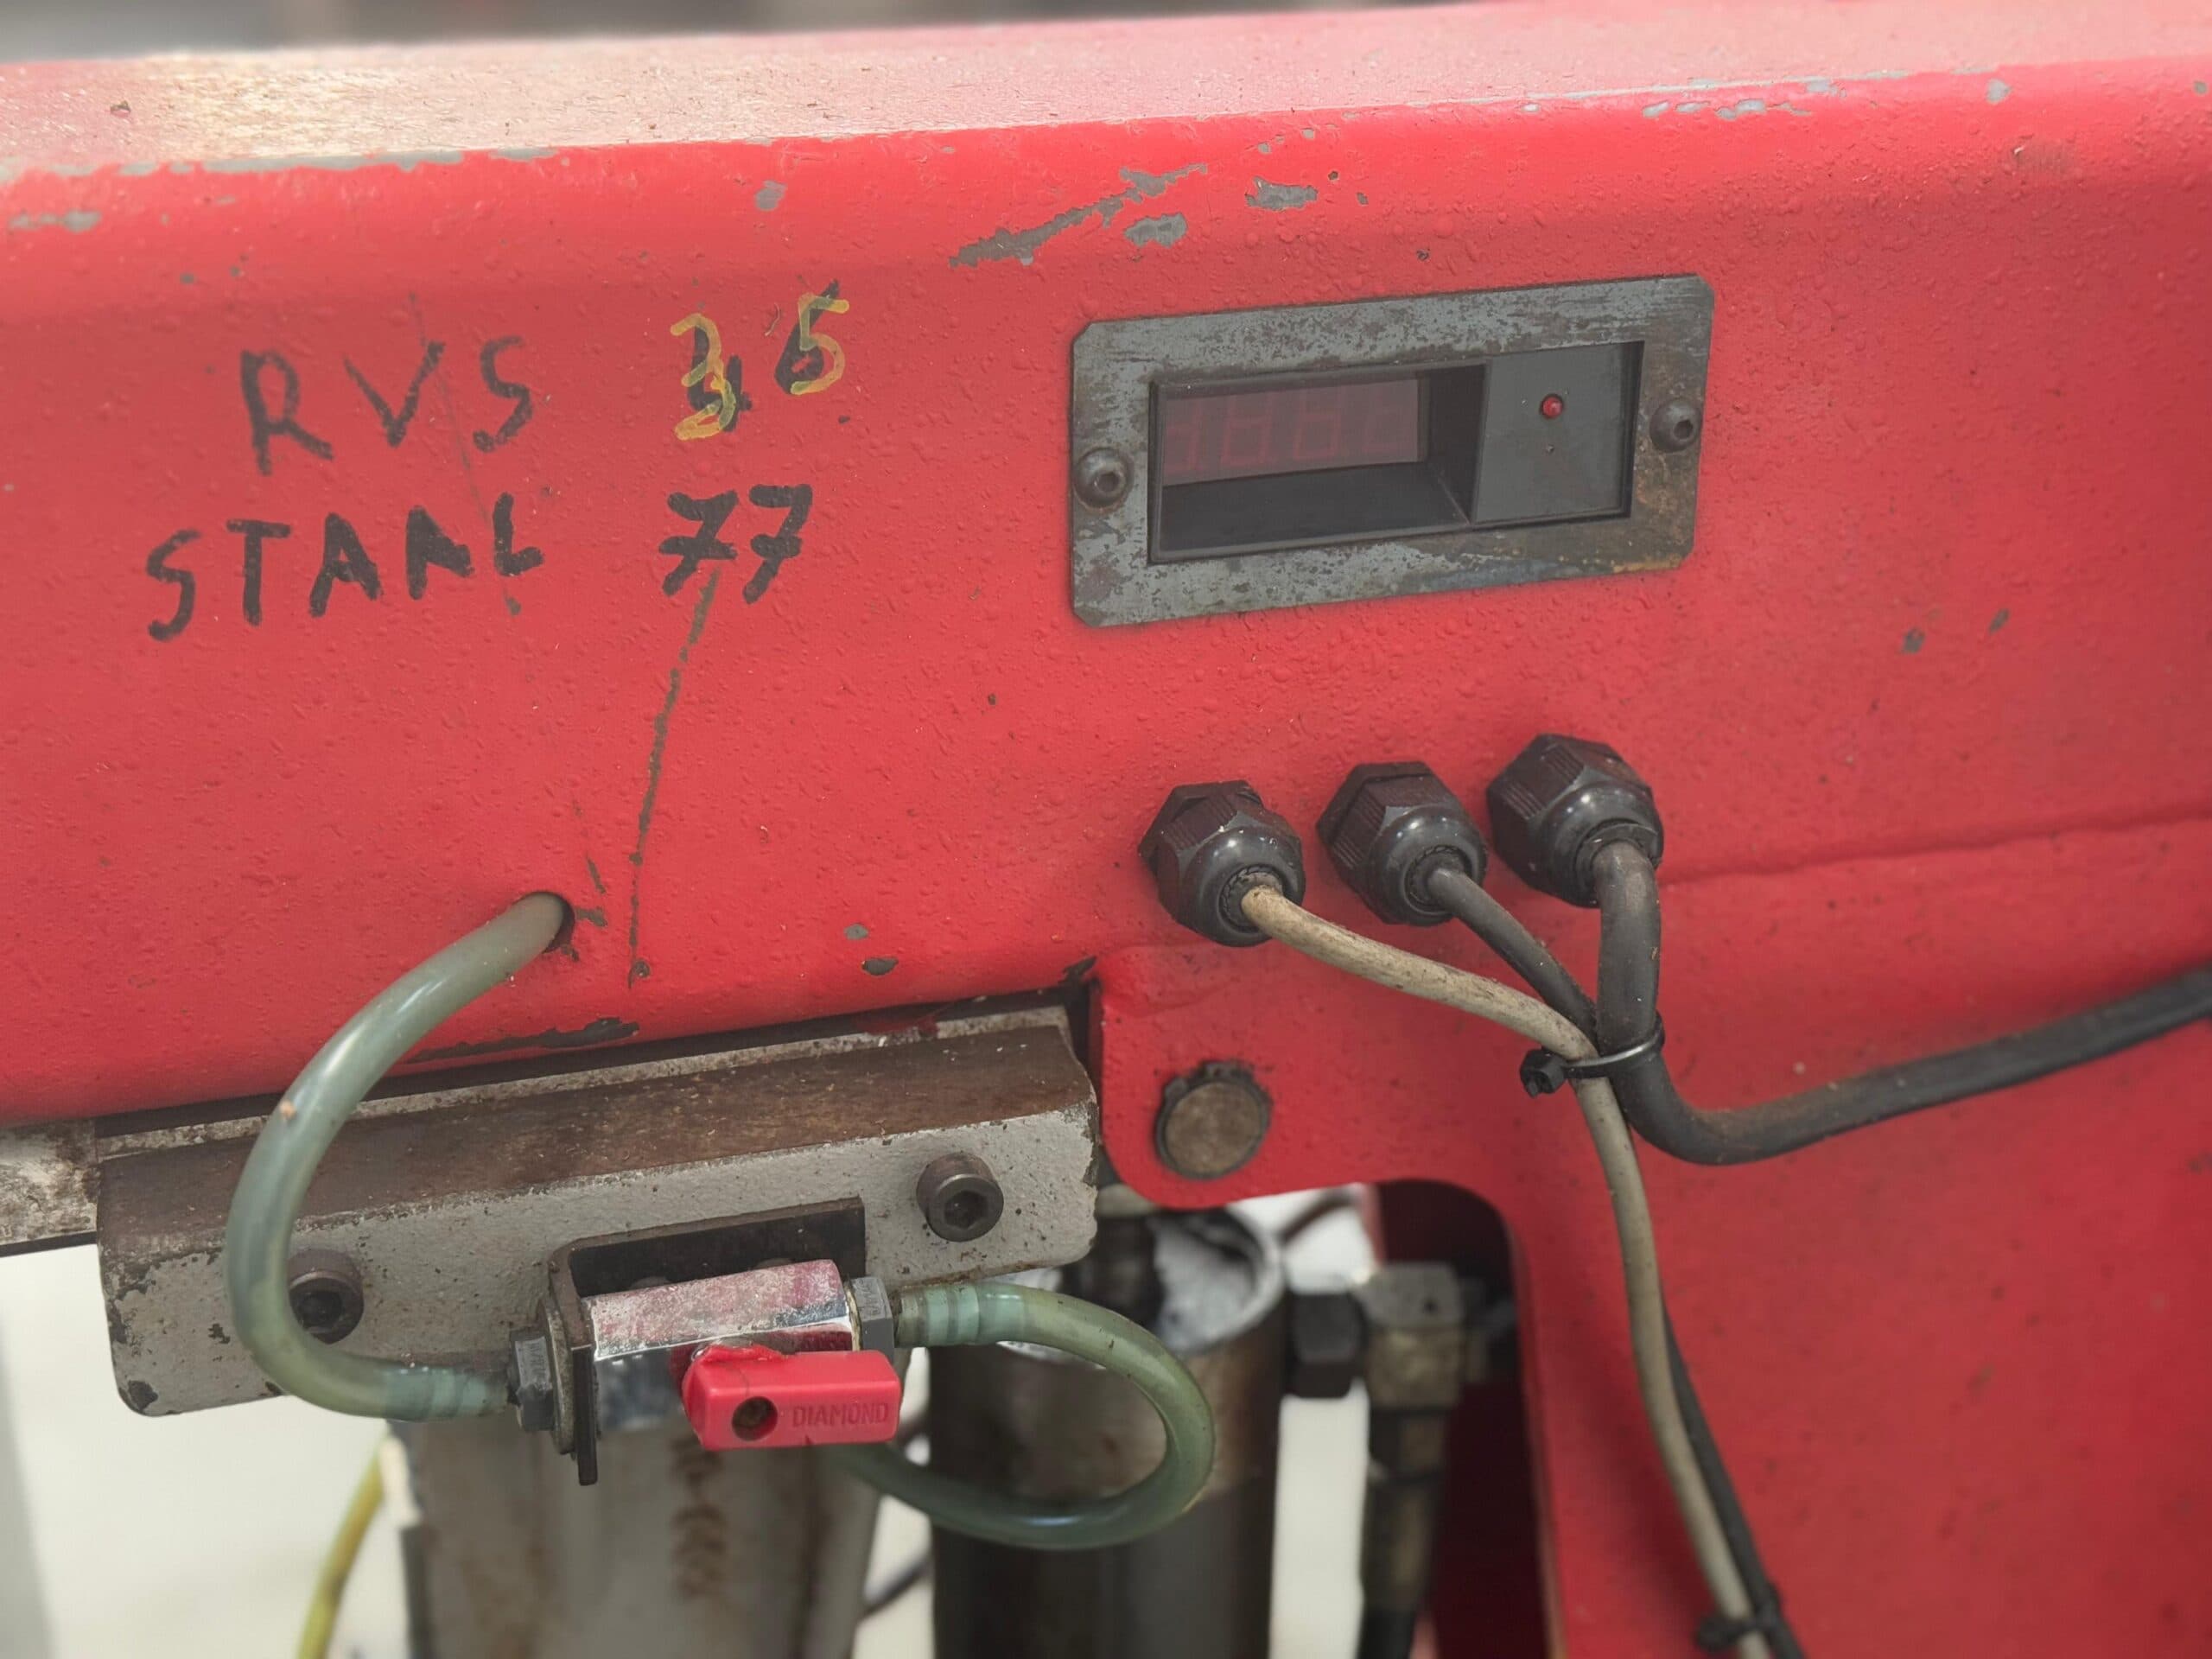 RVS 35
STAAL 77
DIAMOND